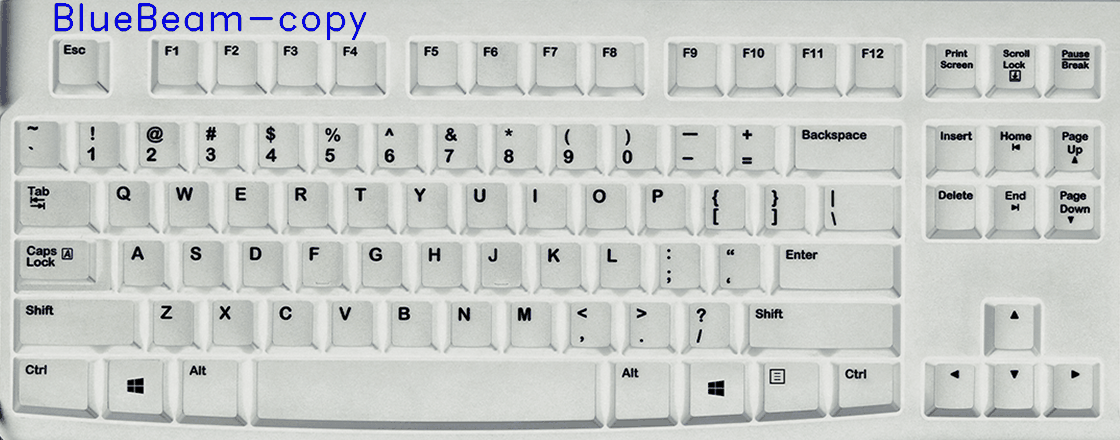 BlueBeam-copy
Esc F1 F2 F3 F4 F5 F6 F7 F8 F9 F10 F11 F12 Print Screen Scroll Lock Pause Break
~ ` ! 1 @ 2 # 3 $ 4 % 5 ^ 6 & 7 * 8 ( 9 ) 0 — - + = Backspace Insert Home Page Up
Tab Q W E R T Y U I O P { [ } ] | \ Delete End Page Down
Caps Lock A A S D F G H J K L : ; “ ‘ Enter
Shift Z X C V B N M < , > . ? / Shift
Ctrl Alt Alt Ctrl